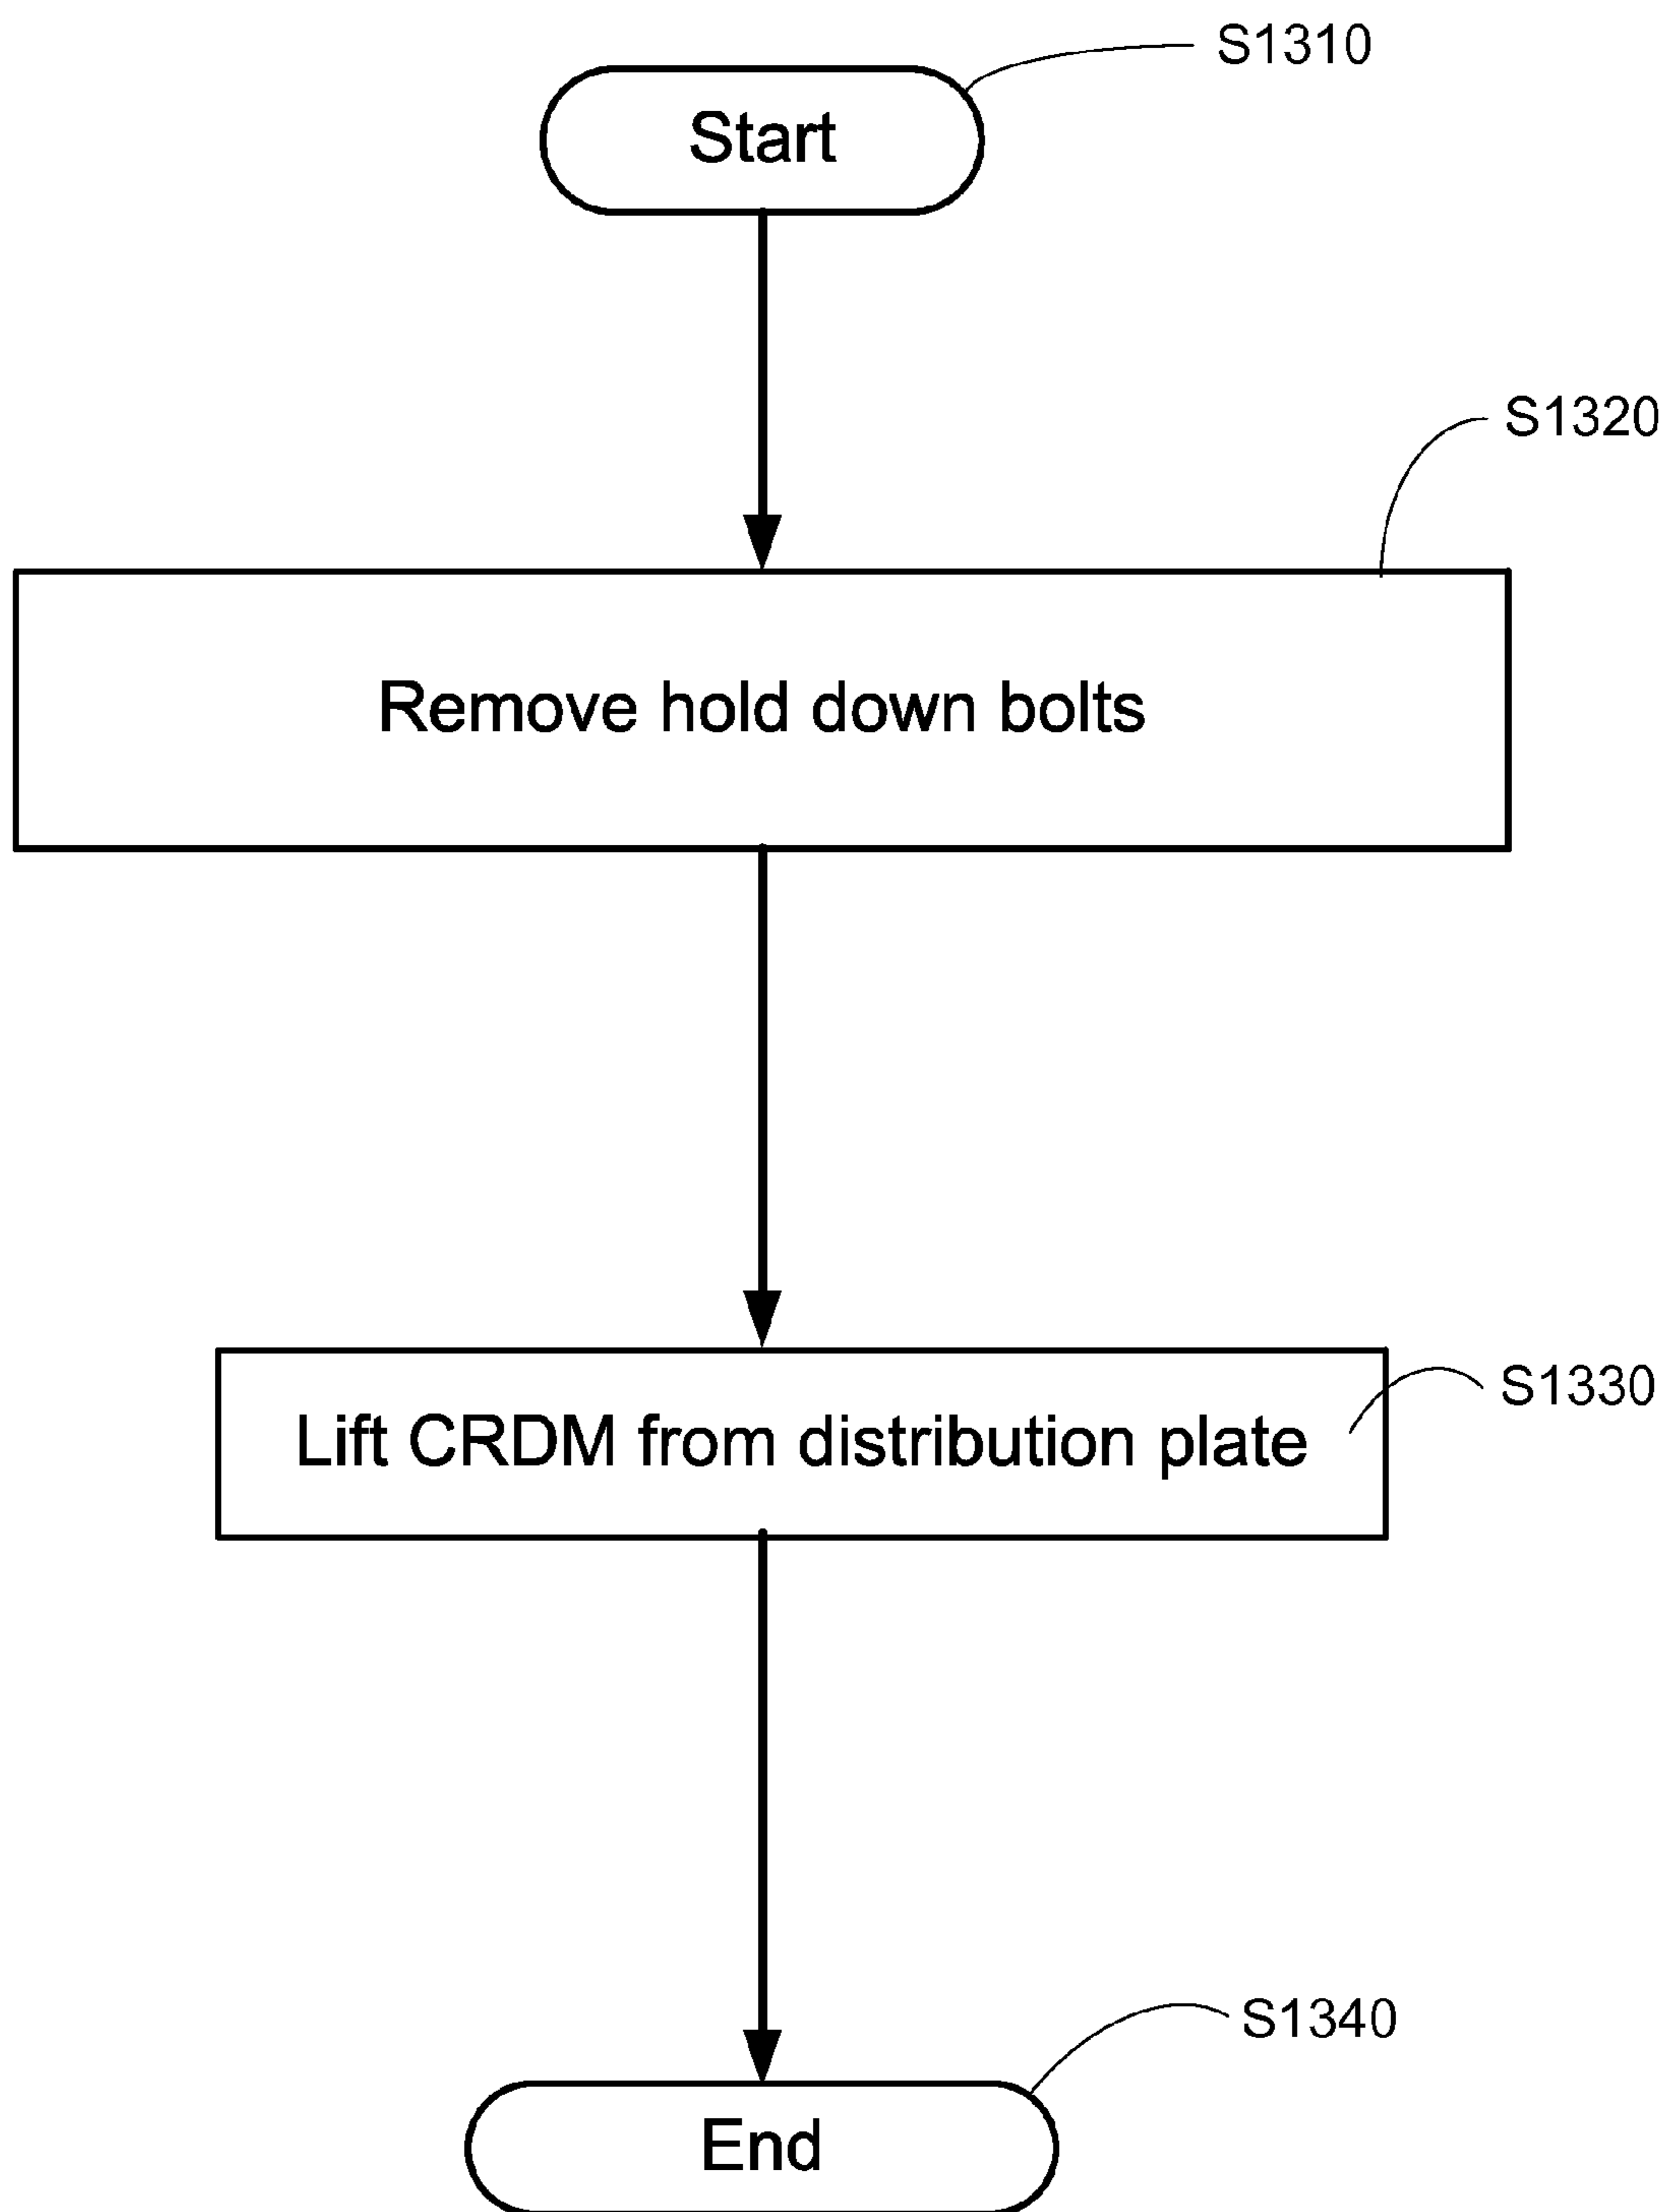 S1310
Start
S1320
Remove hold down bolts
S1330
Lift CRDM from distribution plate
S1340
End